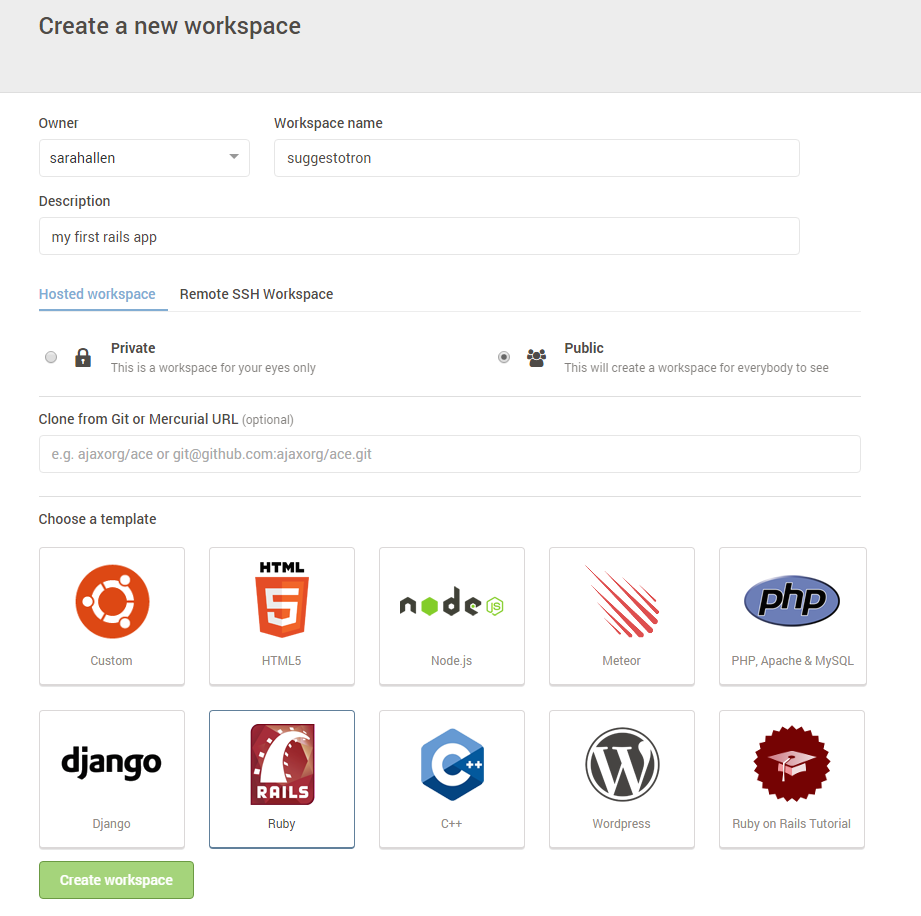 Create a new workspace
Owner
Workspace name
sarahallen
suggestotron
Description
my first rails app
Hosted workspace
Remote SSH Workspace
Private
This is a workspace for your eyes only
Public
This will create a workspace for everybody to see
Clone from Git or Mercurial URL (optional)
e.g. ajaxorg/ace or git@github.com:ajaxorg/ace.git
Choose a template
Custom
HTML
5
HTML5
node JS
Node.js
Meteor
php
PHP, Apache & MySQL
django
Django
RAILS
Ruby
C++
C++
W
Wordpress
Ruby on Rails Tutorial
Create workspace